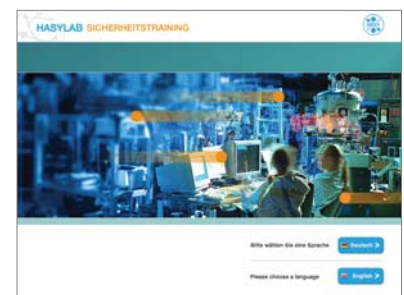 HASYLAB SICHERHEITSTRAINING
Bitte wählen Sie eine Sprache
Deutsch >
Please choose a language
English >